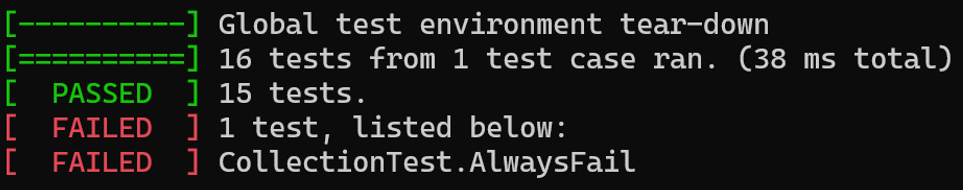 [----------] Global test environment tear-down
[==========] 16 tests from 1 test case ran. (38 ms total)
[  PASSED  ] 15 tests.
[  FAILED  ] 1 test, listed below:
[  FAILED  ] CollectionTest.AlwaysFail